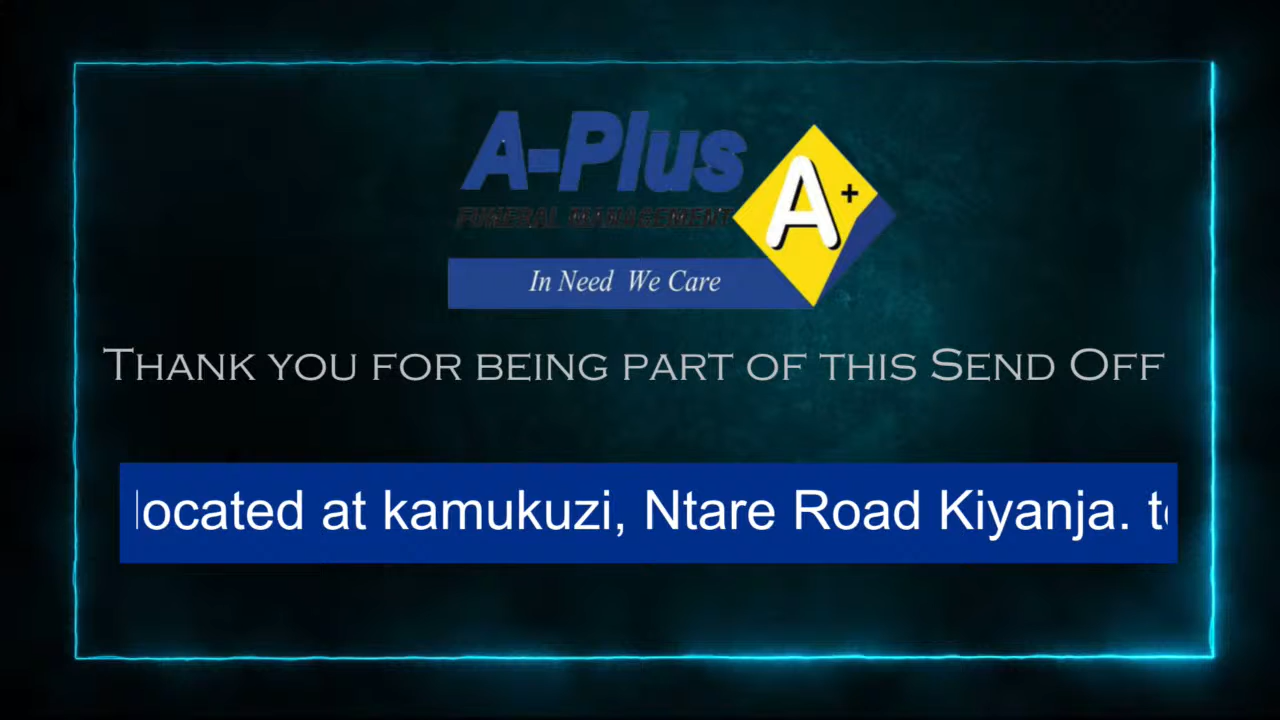 A-Plus
FUNERAL MANAGEMENT
A+
In Need We Care
Thank you for being part of this Send Off
located at kamukuzi, Ntare Road Kiyanja.